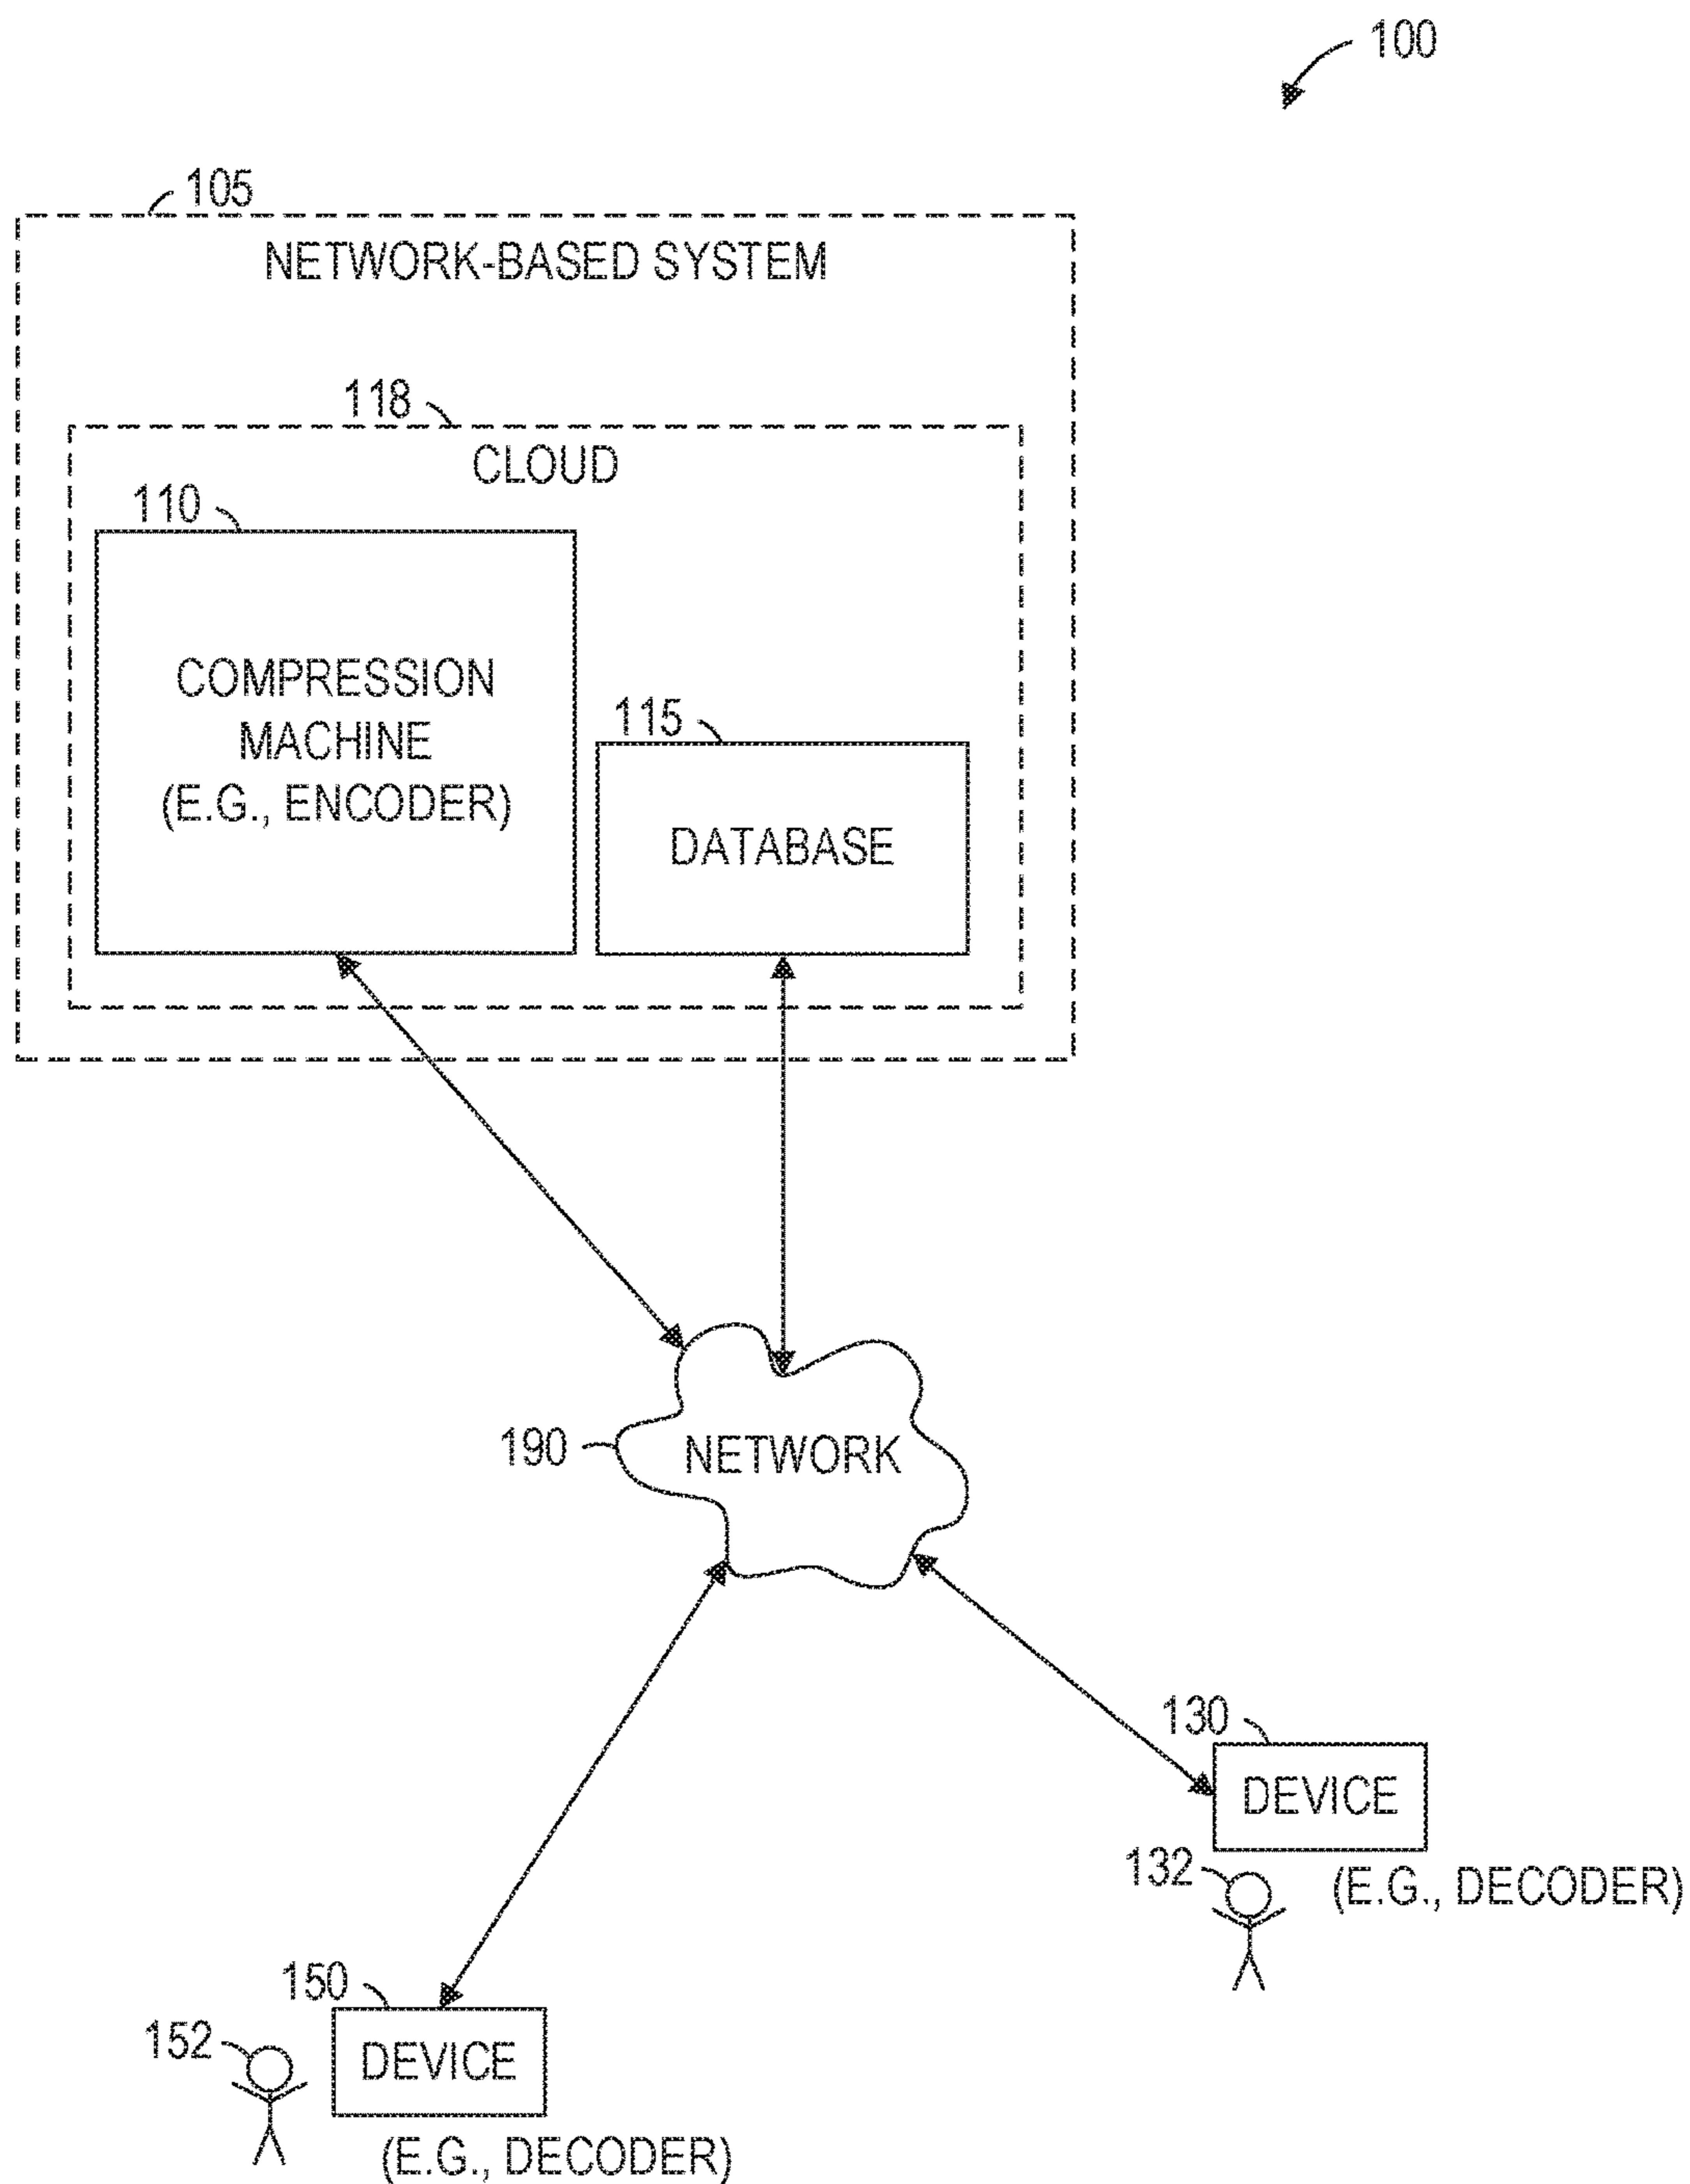 100
105
NETWORK-BASED SYSTEM
118
CLOUD
110
COMPRESSION
MACHINE
(E.G., ENCODER)
115
DATABASE
190
NETWORK
130
DEVICE
132
(E.G., DECODER)
150
152
DEVICE
(E.G., DECODER)